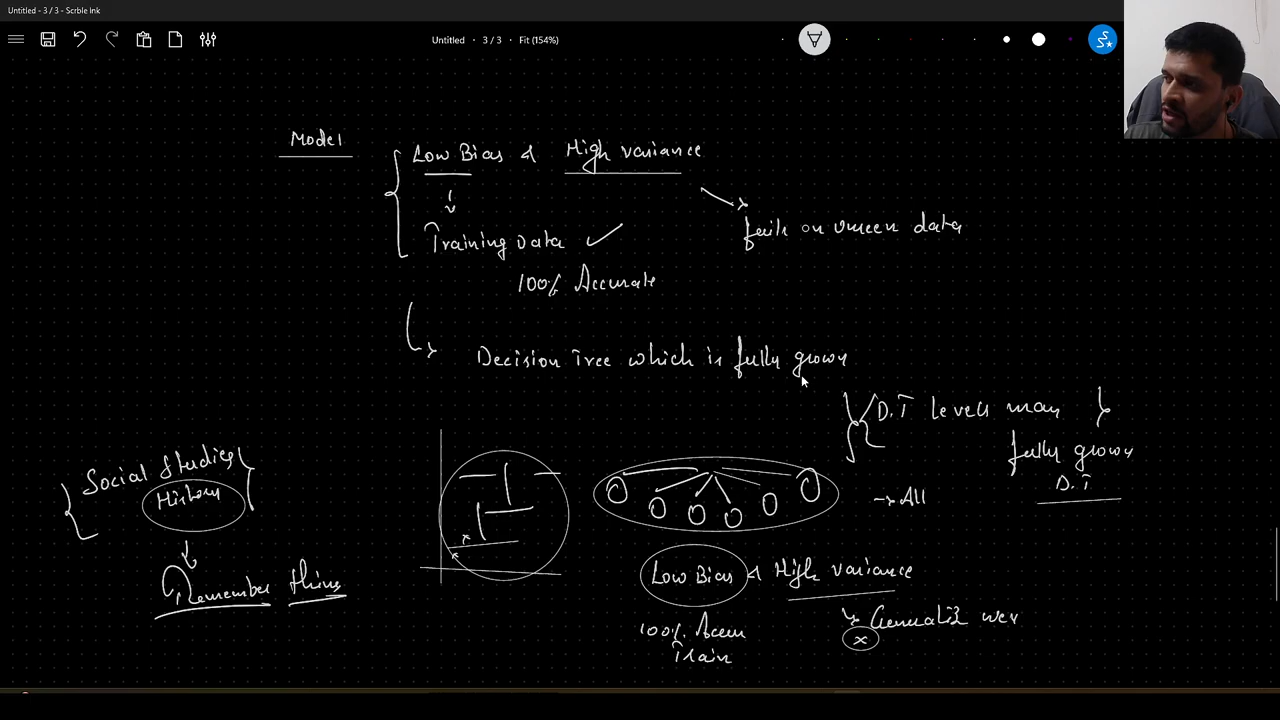 Untitled - 3 / 3 - Scrble Ink
Untitled • 3 / 3 • Fit (154%)
Model
Low Bias & High variance
Training Data
fails on unseen data
100% Accurate
Decision Tree which is fully grown
D.T levels max
fully grown
D.T
Social Studies
History
Remember things
→ All
Low Bias & High variance
100% Accu
Train
x